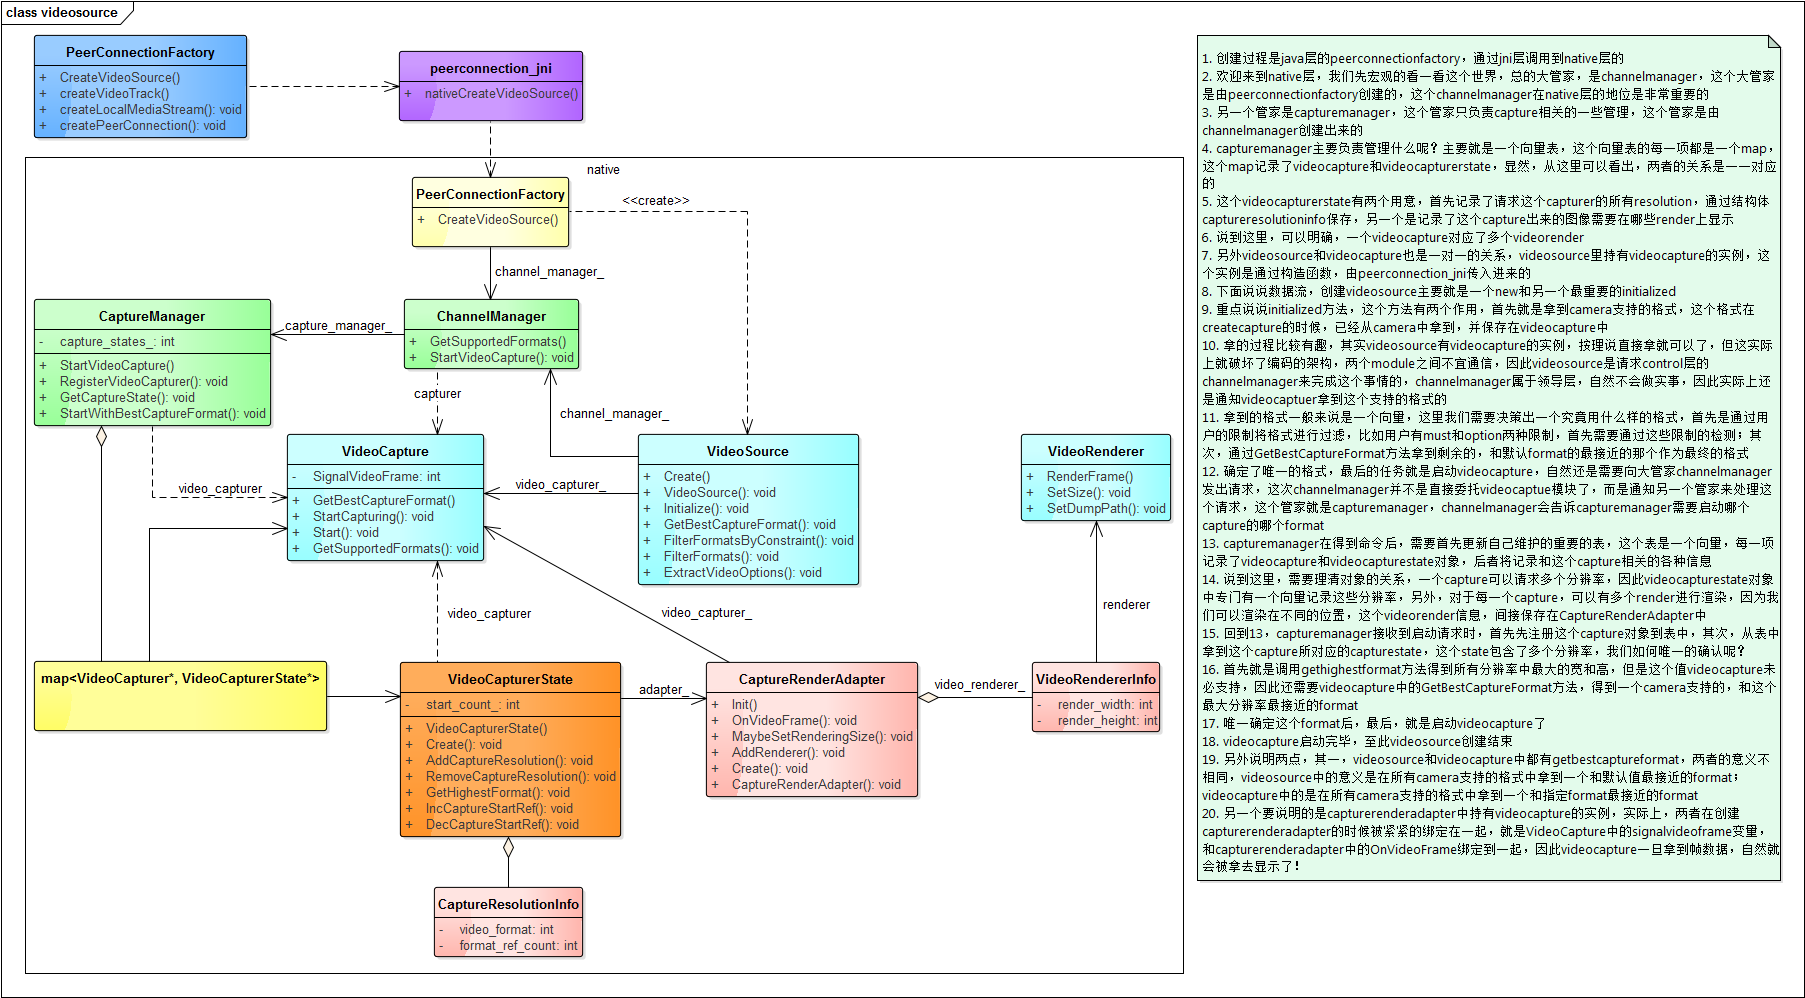 class videosource
PeerConnectionFactory
+ CreateVideoSource()
+ createVideoTrack()
+ createLocalMediaStream(): void
+ createPeerConnection(): void
peerconnection_jni
+ nativeCreateVideoSource()
native
PeerConnectionFactory
+ CreateVideoSource()
<<create>>
channel_manager_
CaptureManager
- capture_states_: int
+ StartVideoCapture()
+ RegisterVideoCapturer(): void
+ GetCaptureState(): void
+ StartWithBestCaptureFormat(): void
capture_manager_
ChannelManager
+ GetSupportedFormats()
+ StartVideoCapture(): void
capturer
channel_manager_
VideoCapture
- SignalVideoFrame: int
+ GetBestCaptureFormat()
+ StartCapturing(): void
+ Start(): void
+ GetSupportedFormats(): void
video_capturer
video_capturer_
VideoSource
+ Create()
+ VideoSource(): void
+ Initialize(): void
+ GetBestCaptureFormat(): void
+ FilterFormatsByConstraint(): void
+ FilterFormats(): void
+ ExtractVideoOptions(): void
VideoRenderer
+ RenderFrame()
+ SetSize(): void
+ SetDumpPath(): void
video_capturer
video_capturer_
renderer
map<VideoCapturer*, VideoCapturerState*>
VideoCapturerState
- start_count_: int
+ VideoCapturerState()
+ Create(): void
+ AddCaptureResolution(): void
+ RemoveCaptureResolution(): void
+ GetHighestFormat(): void
+ IncCaptureStartRef(): void
+ DecCaptureStartRef(): void
adapter_
CaptureRenderAdapter
+ Init()
+ OnVideoFrame(): void
+ MaybeSetRenderingSize(): void
+ AddRenderer(): void
+ Create(): void
+ CaptureRenderAdapter(): void
video_renderer_
VideoRendererInfo
- render_width: int
- render_height: int
CaptureResolutionInfo
- video_format: int
- format_ref_count: int
1. 创建过程是java层的peerconnectionfactory，通过jni层调用到native层的
2. 欢迎来到native层，我们先宏观的看一看这个世界，总的大管家，是channelmanager，这个大管家
是由peerconnectionfactory创建的，这个channelmanager在native层的地位是非常重要的
3. 另一个管家是capturemanager，这个管家只负责capture相关的一些管理，这个管家是由
channelmanager创建出来的
4. capturemanager主要负责管理什么呢？主要就是一个向量表，这个向量表的每一项都是一个map，
这个map记录了videocapture和videocapturerstate，显然，从这里可以看出，两者的关系是一一对应
的
5. 这个videocapturerstate有两个用意，首先记录了请求这个capturer的所有resolution，通过结构体
captureresolutioninfo保存，另一个是记录了这个capture出来的图像需要在哪些render上显示
6. 说到这里，可以明确，一个videocapture对应了多个videorender
7. 另外videosource和videocapture也是一对一的关系，videosource里持有videocapture的实例，这
个实例是通过构造函数，由peerconnection_jni传入进来的
8. 下面说说数据流，创建videosource主要就是一个new和另一个最重要的initialized
9. 重点说说initialized方法，这个方法有两个作用，首先就是拿到camera支持的格式，这个格式在
createcapture的时候，已经从camera中拿到，并保存在videocapture中
10. 拿的过程比较有趣，其实videosource有videocapture的实例，按理说直接拿就可以了，但这实际
上就破坏了编码的架构，两个module之间不宜通信，因此videosource是请求control层的
channelmanager来完成这个事情的，channelmanager属于领导层，自然不会做实事，因此实际上还
是通知videocaptuer拿到这个支持的格式的
11. 拿到的格式一般来说是一个向量，这里我们需要决策出一个究竟用什么样的格式，首先是通过用
户的限制将格式进行过滤，比如用户有must和option两种限制，首先需要通过这些限制的检测；其
次，通过GetBestCaptureFormat方法拿到剩余的，和默认format的最接近的那个作为最终的格式
12. 确定了唯一的格式，最后的任务就是启动videocapture，自然还是需要向大管家channelmanager
发出请求，这次channelmanager并不是直接委托videocaptue模块了，而是通知另一个管家来处理这
个请求，这个管家就是capturemanager，channelmanager会告诉capturemanager需要启动哪个
capture的哪个format
13. capturemanager在得到命令后，需要首先更新自己维护的重要的表，这个表是一个向量，每一项
记录了videocapture和videocapturestate对象，后者将记录和这个capture相关的各种信息
14. 说到这里，需要理清对象的关系，一个capture可以请求多个分辨率，因此videocapturestate对象
中专门有一个向量记录这些分辨率，另外，对于每一个capture，可以有多个render进行渲染，因为我
们可以渲染在不同的位置，这个videorender信息，间接保存在CaptureRenderAdapter中
15. 回到13，capturemanager接收到启动请求时，首先先注册这个capture对象到表中，其次，从表中
拿到这个capture所对应的capturestate，这个state包含了多个分辨率，我们如何唯一的确认呢？
16. 首先就是调用gethighestformat方法得到所有分辨率中最大的宽和高，但是这个值videocapture未
必支持，因此还需要videocapture中的GetBestCaptureFormat方法，得到一个camera支持的，和这个
最大分辨率最接近的format
17. 唯一确定这个format后，最后，就是启动videocapture了
18. videocapture启动完毕，至此videosource创建结束
19. 另外说明两点，其一，videosource和videocapture中都有getbestcaptureformat，两者的意义不
相同，videosource中的意义是在所有camera支持的格式中拿到一个和默认值最接近的format；
videocapture中的是在所有camera支持的格式中拿到一个和指定format最接近的format
20. 另一个要说明的是capturerenderadapter中持有videocapture的实例，实际上，两者在创建
capturerenderadapter的时候被紧紧的绑定在一起，就是VideoCapture中的signalvideoframe变量，
和capturerenderadapter中的OnVideoFrame绑定到一起，因此videocapture一旦拿到帧数据，自然就
会被拿去显示了！